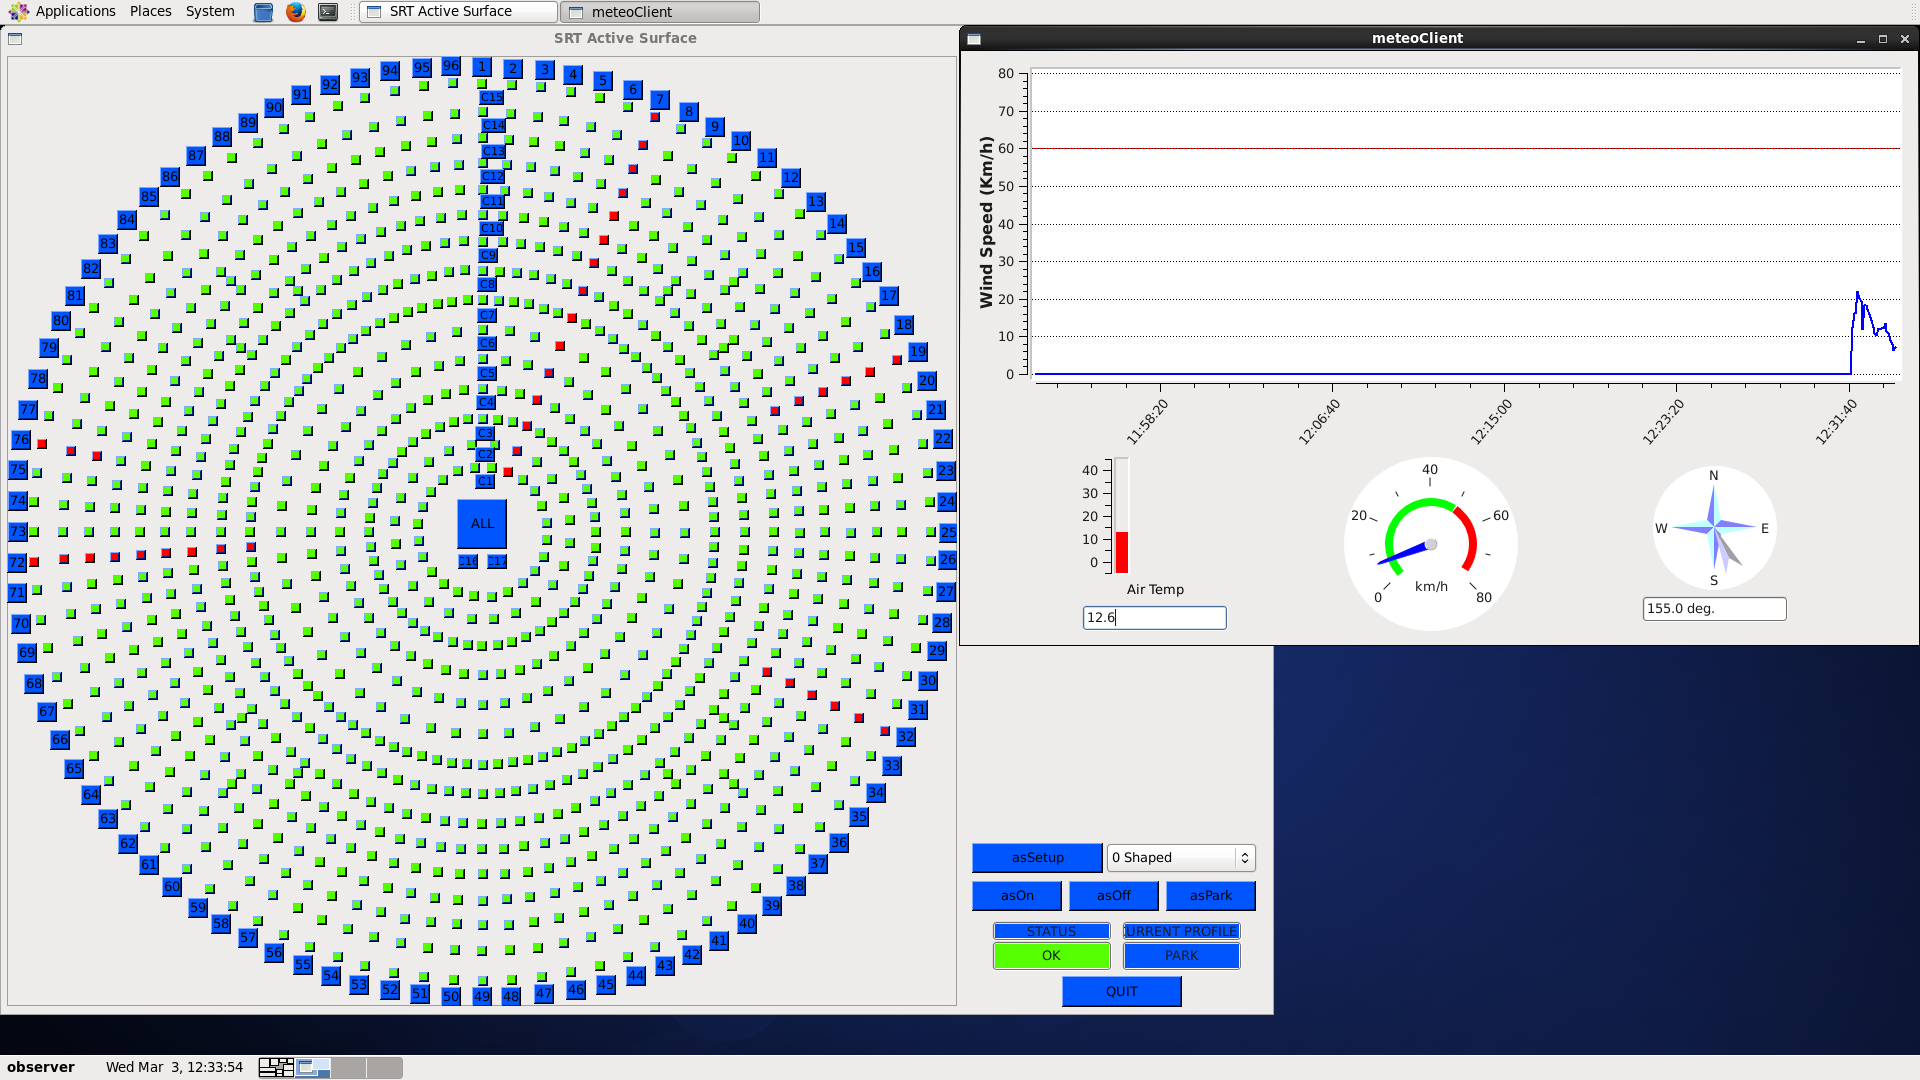 Applications Places System SRT Active Surface meteoClient
SRT Active Surface
96 1 2 3 4 5 6 7 8 9 10 11 12 13 14 15 16 17 18 19 20 21 22 23 24 25 26 27 28 29 30 31 32 33 34 35 36 37 38 39 40 41 42 43 44 45 46 47 48 49 50 51 52 53 54 55 56 57 58 59 60 61 62 63 64 65 66 67 68 69 70 71 72 73 74 75 76 77 78 79 80 81 82 83 84 85 86 87 88 89 90 91 92 93 94 95
C15
C14
C13
C12
C11
C10
C9
C8
C7
C6
C5
C4
C3
C2
C1
ALL
C16 C17
meteoClient
Wind Speed (Km/h)
80
70
60
50
40
30
20
10
0
11:58:20 12:06:40 12:15:00 12:23:20 12:31:40
40
30
20
10
0
Air Temp
12.6
0 20 40 60 80
km/h
N
W E
S
155.0 deg.
asSetup 0 Shaped
asOn asOff asPark
STATUS URRENT PROFILE
OK PARK
QUIT
observer Wed Mar 3, 12:33:54